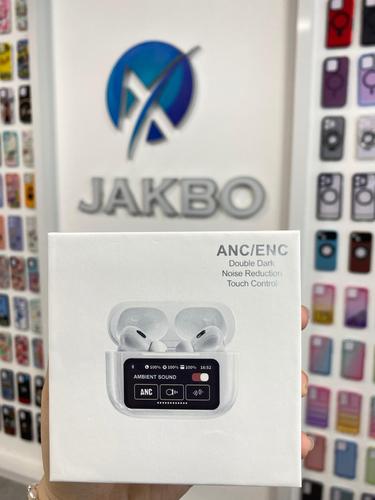 JAKBO
ANC/ENC
Double Dark
Noise Reduction
Touch Control
100% 100% 100% 16:52
AMBIENT SOUND
ANC